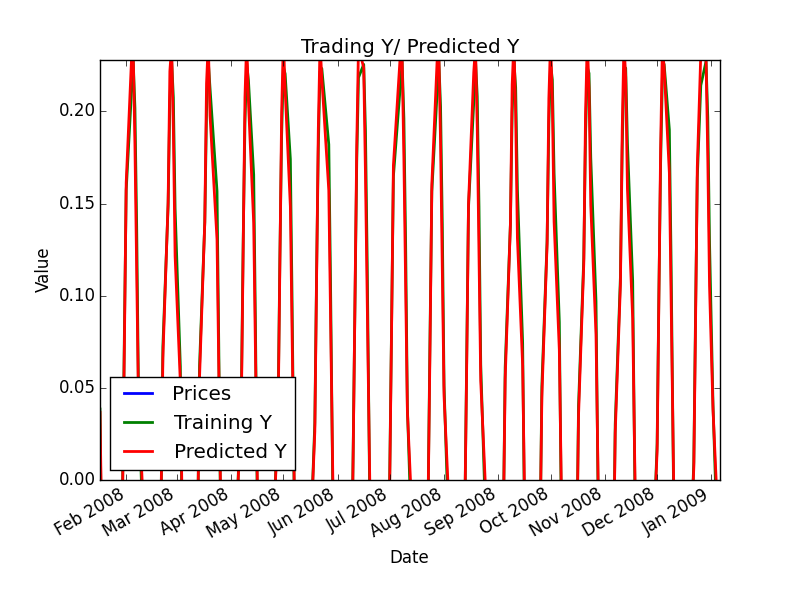 Trading Y/ Predicted Y
Value
0.20
0.15
0.10
0.05
0.00
Prices
Training Y
Predicted Y
Feb 2008
Mar 2008
Apr 2008
May 2008
Jun 2008
Jul 2008
Aug 2008
Sep 2008
Oct 2008
Nov 2008
Dec 2008
Jan 2009
Date